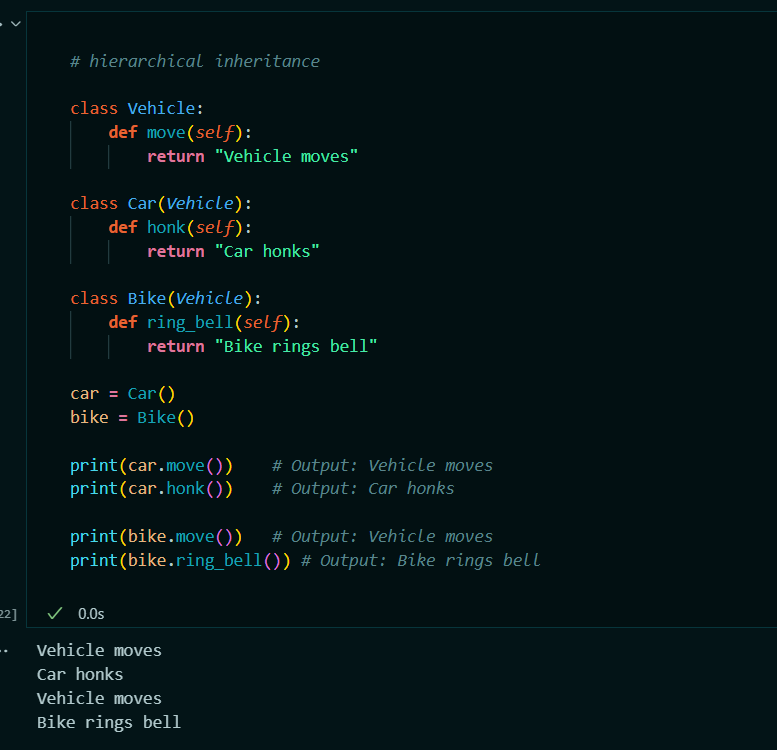 # hierarchical inheritance
class Vehicle:
    def move(self):
        return "Vehicle moves"
class Car(Vehicle):
    def honk(self):
        return "Car honks"
class Bike(Vehicle):
    def ring_bell(self):
        return "Bike rings bell"
car = Car()
bike = Bike()
print(car.move())    # Output: Vehicle moves
print(car.honk())    # Output: Car honks
print(bike.move())   # Output: Vehicle moves
print(bike.ring_bell()) # Output: Bike rings bell
22] 0.0s
Vehicle moves
Car honks
Vehicle moves
Bike rings bell